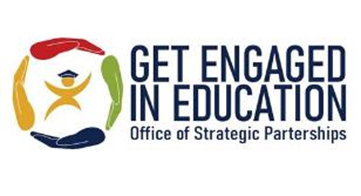 GET ENGAGED
IN EDUCATION
Office of Strategic Parterships